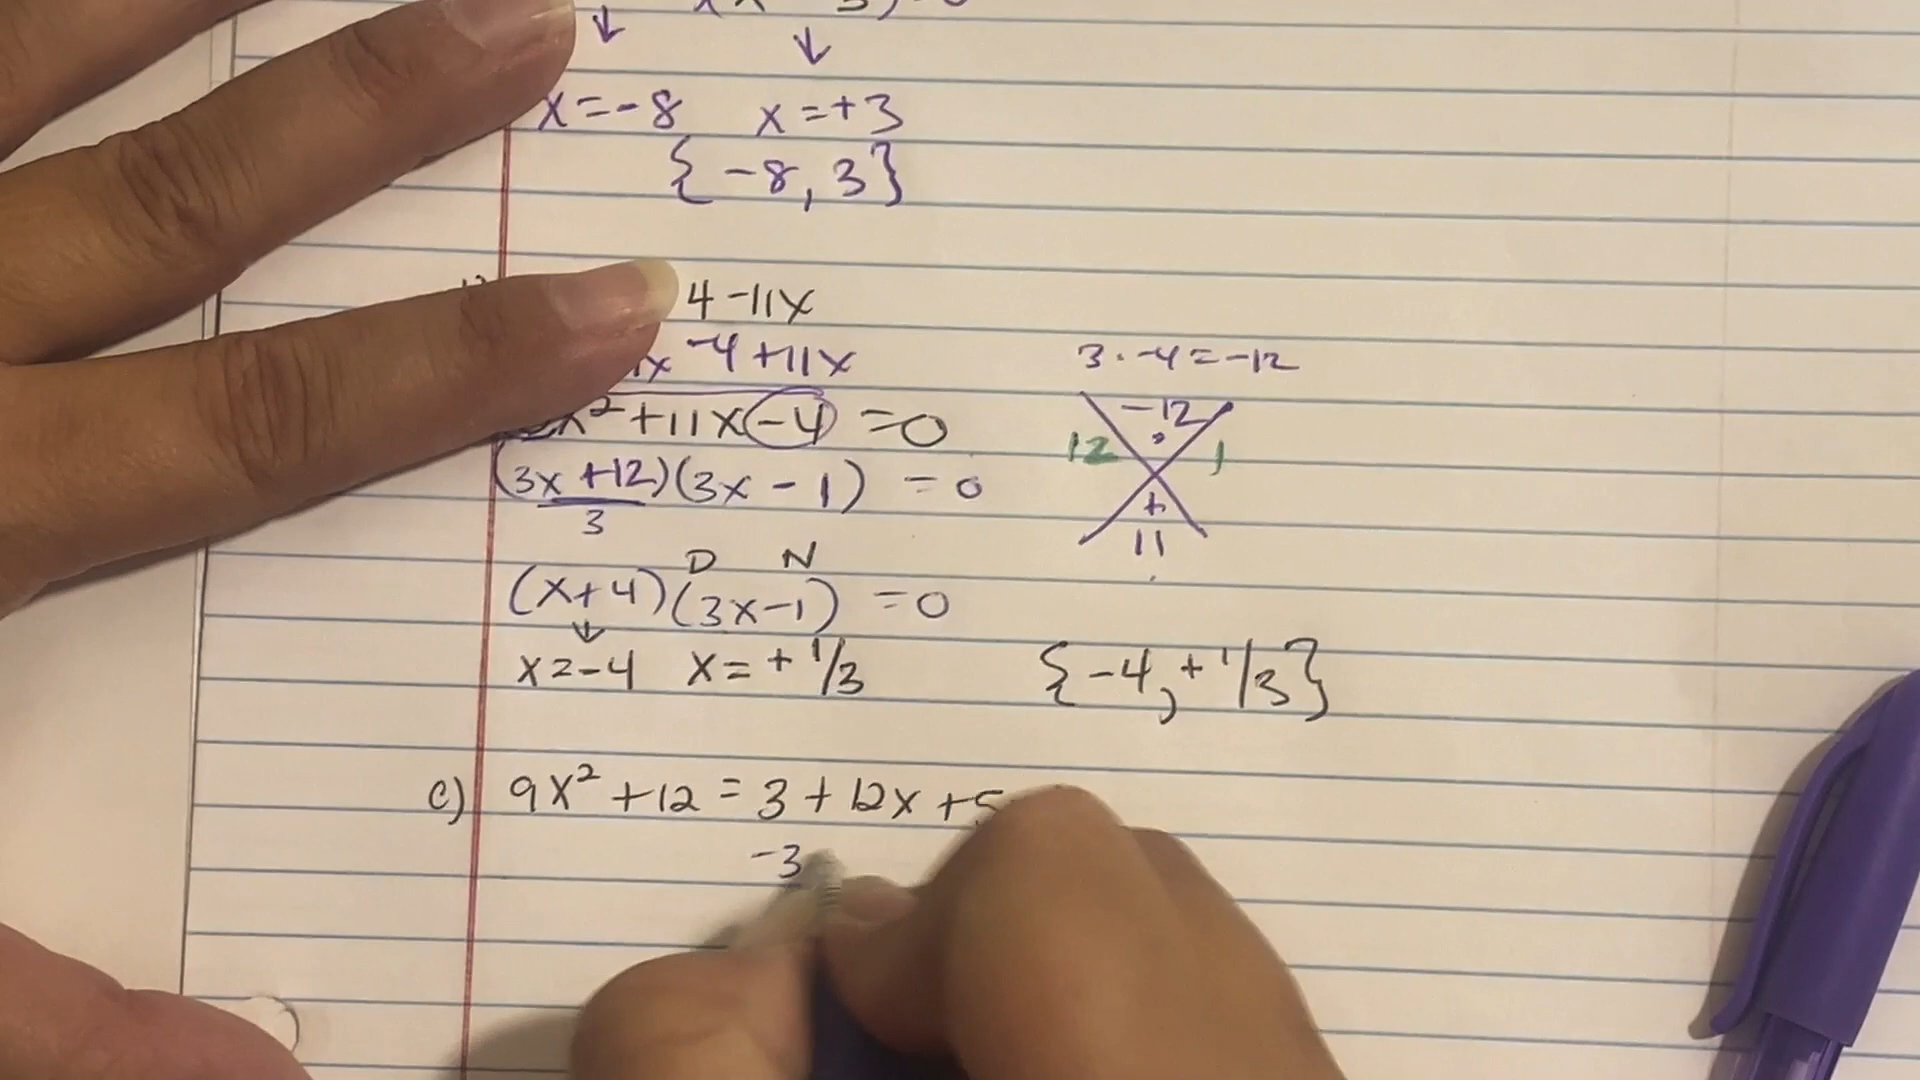 x=-8 x=+3
{-8, 3}
4-11x
x -4 +11x
x² +11x -4 =0
3 · -4 = -12
-12
12 1
+
11
(3x +12)(3x - 1) = 0
3
D N
(x+4)(3x-1) =0
x=-4 x= + 1/3 {-4, + 1/3}
c) 9x² +12 = 3 + 12x +5
-3